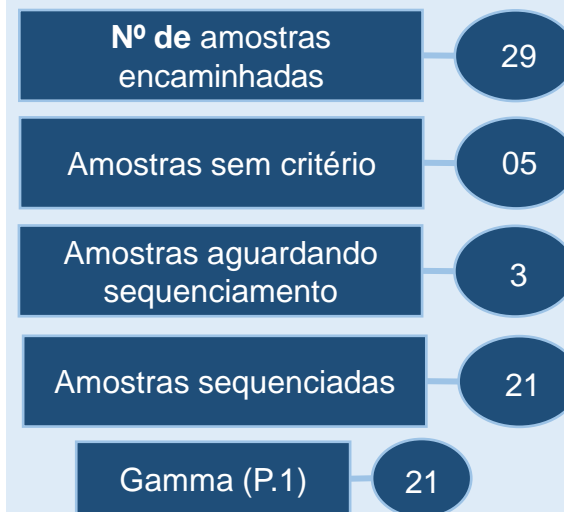 Nº de amostras
encaminhadas
29
Amostras sem critério
05
Amostras aguardando
sequenciamento
3
Amostras sequenciadas
21
Gamma (P.1)
21